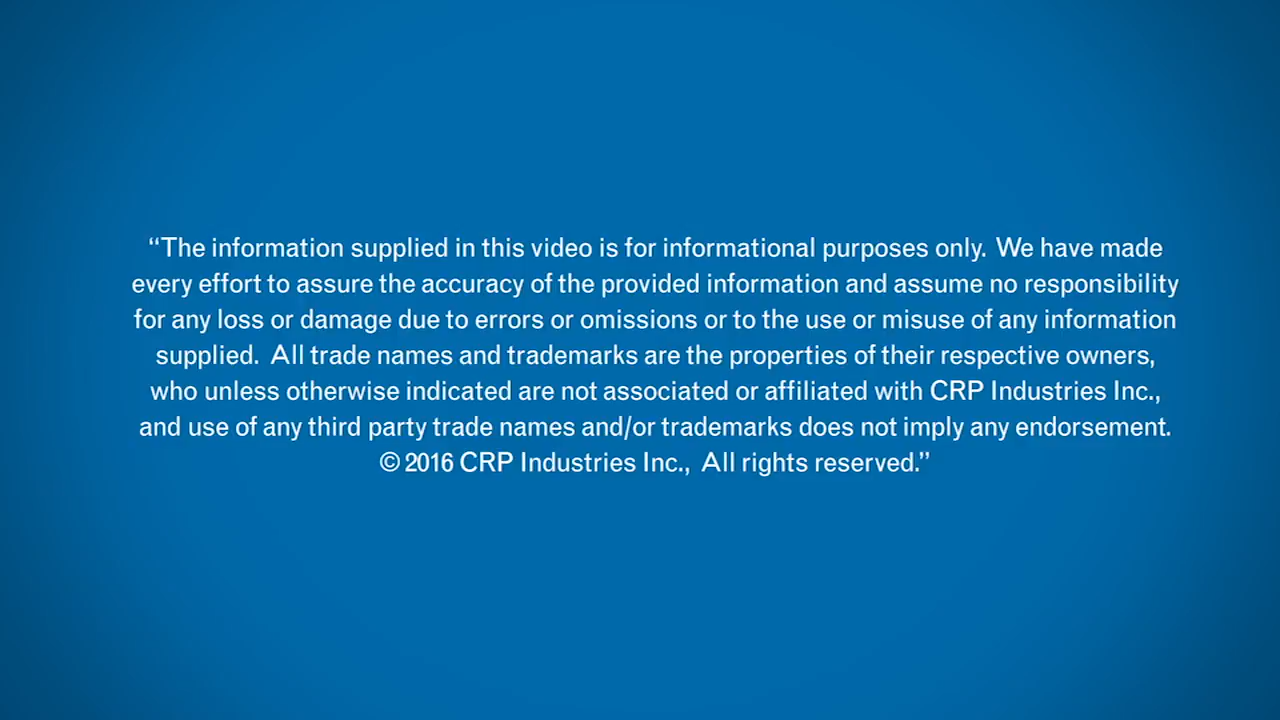 “The information supplied in this video is for informational purposes only. We have made
every effort to assure the accuracy of the provided information and assume no responsibility
for any loss or damage due to errors or omissions or to the use or misuse of any information
supplied. All trade names and trademarks are the properties of their respective owners,
who unless otherwise indicated are not associated or affiliated with CRP Industries Inc.,
and use of any third party trade names and/or trademarks does not imply any endorsement.
© 2016 CRP Industries Inc., All rights reserved.”